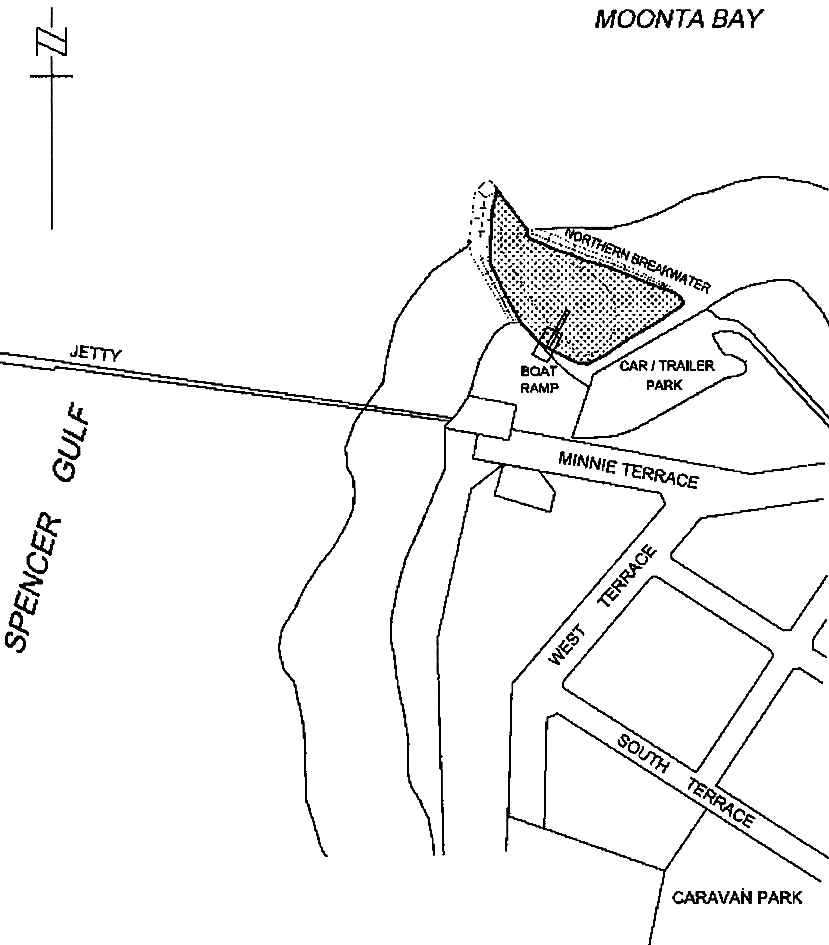 MOONTA BAY
N
NORTHERN BREAKWATER
JETTY
BOAT
RAMP
CAR / TRAILER
PARK
SPENCER GULF
MINNIE TERRACE
WEST TERRACE
SOUTH TERRACE
CARAVAN PARK